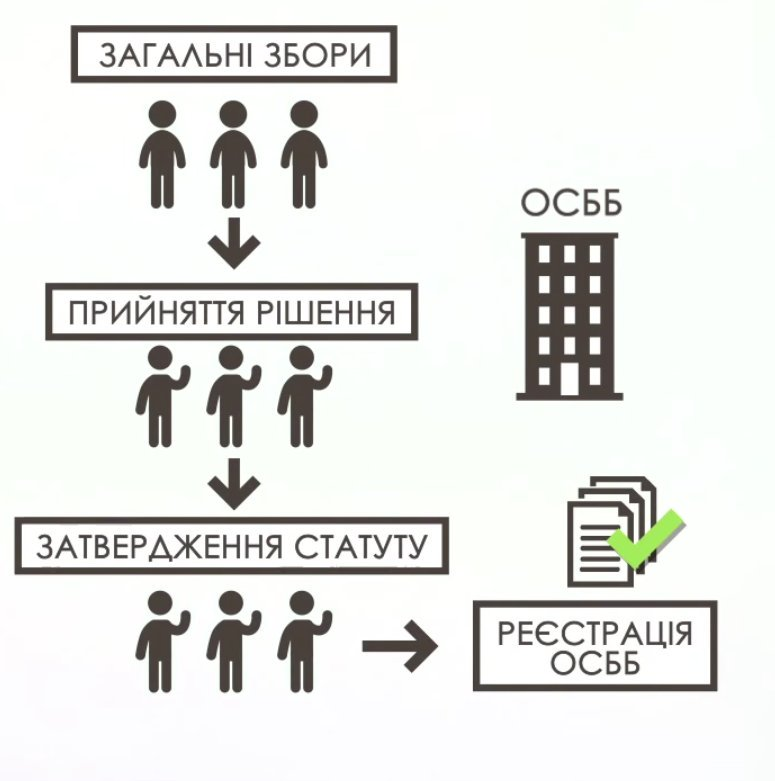 ЗАГАЛЬНІ ЗБОРИ
ОСББ
ПРИЙНЯТТЯ РІШЕННЯ
ЗАТВЕРДЖЕННЯ СТАТУТУ
РЕЄСТРАЦІЯ
ОСББ